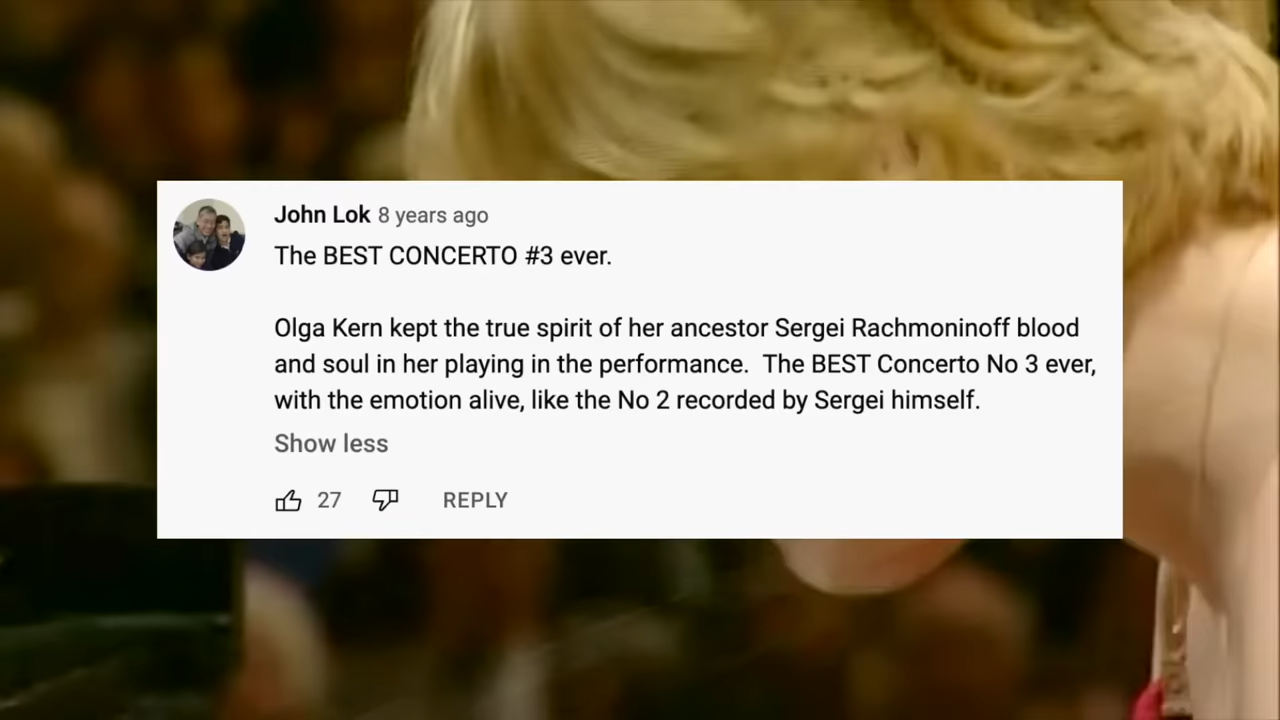 John Lok 8 years ago
The BEST CONCERTO #3 ever.
Olga Kern kept the true spirit of her ancestor Sergei Rachmoninoff blood
and soul in her playing in the performance.  The BEST Concerto No 3 ever,
with the emotion alive, like the No 2 recorded by Sergei himself.
Show less
27 REPLY